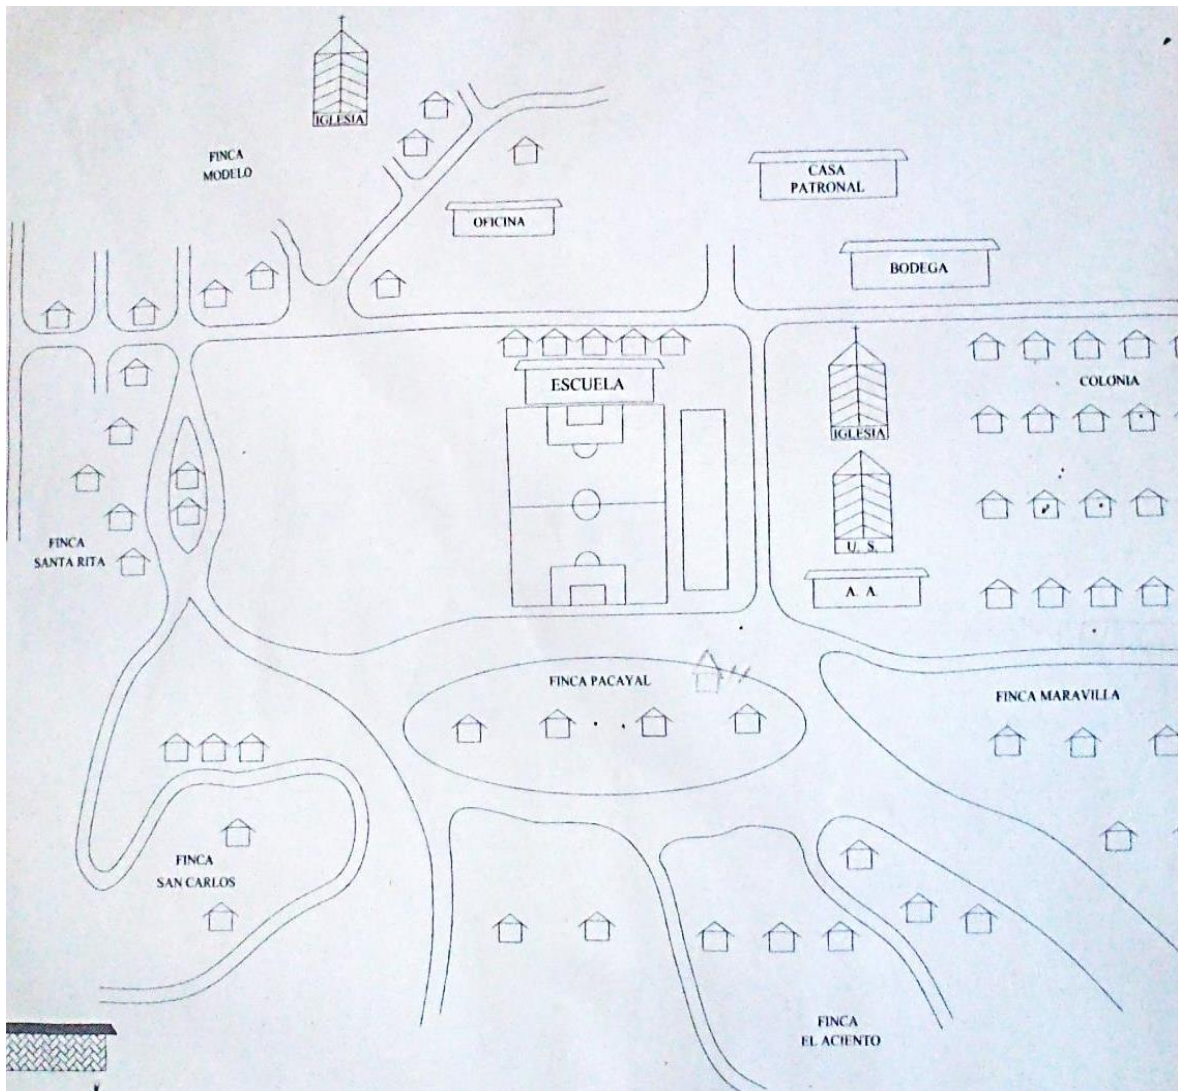 IGLESIA
FINCA
MODELO
CASA
PATRONAL
OFICINA
BODEGA
ESCUELA
COLONIA
IGLESIA
U. S.
FINCA
SANTA RITA
A. A.
FINCA PACAYAL
FINCA MARAVILLA
FINCA
SAN CARLOS
FINCA
EL ACIENTO